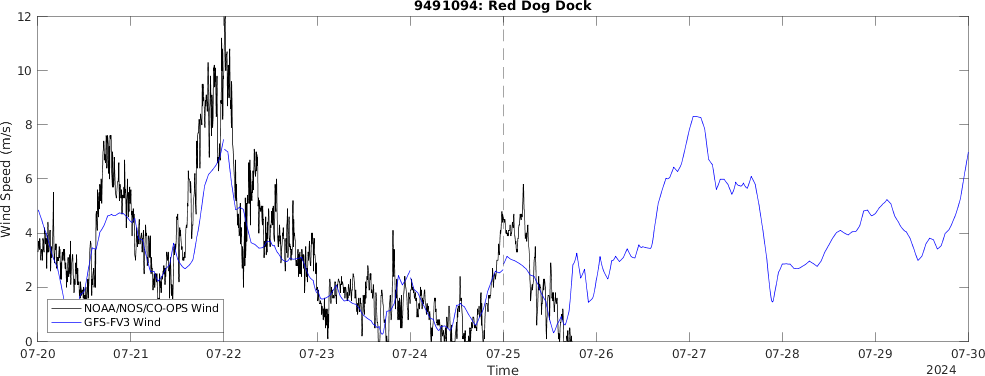 9491094: Red Dog Dock
Wind Speed (m/s)
12
10
8
6
4
2
0
NOAA/NOS/CO-OPS Wind
GFS-FV3 Wind
07-20 07-21 07-22 07-23 07-24 07-25 07-26 07-27 07-28 07-29 07-30
Time
2024